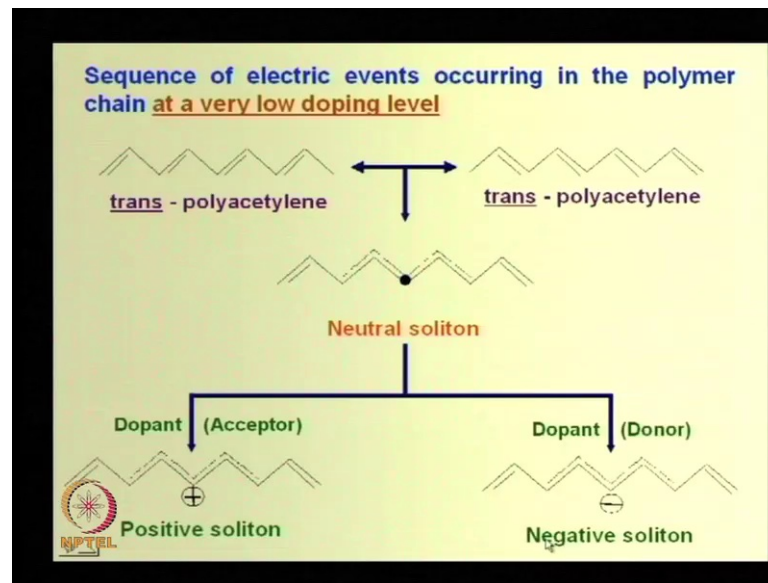 Sequence of electric events occurring in the polymer
chain at a very low doping level
trans - polyacetylene
trans - polyacetylene
Neutral soliton
Dopant (Acceptor)
Dopant (Donor)
+
-
Positive soliton
Negative soliton
NPTEL